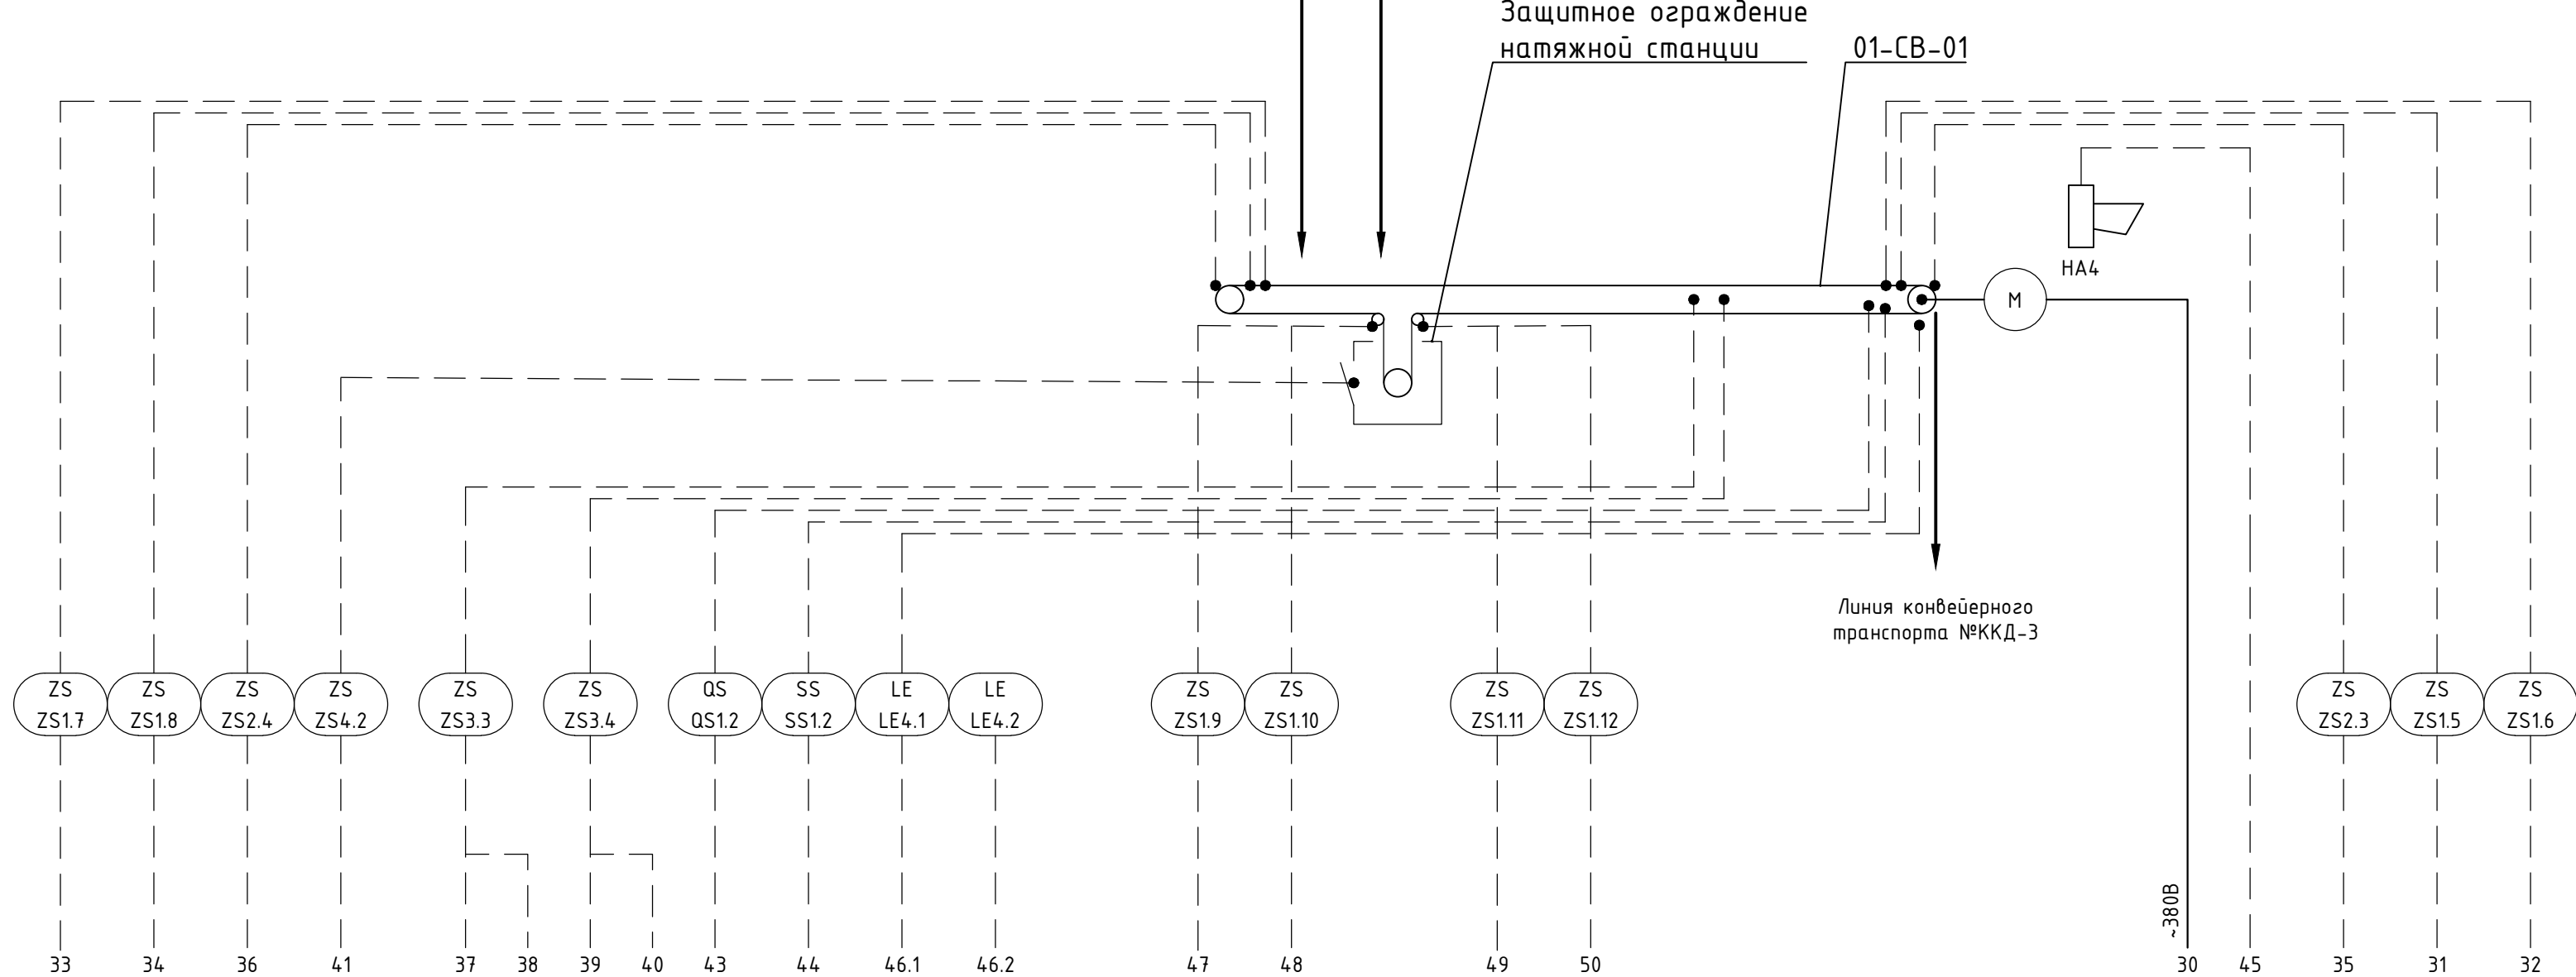 Защитное ограждение
натяжной станции
01-СВ-01
НА4
М
Линия конвейерного
транспорта №ККД-3
ZS
ZS1.7
ZS
ZS1.8
ZS
ZS2.4
ZS
ZS4.2
ZS
ZS3.3
ZS
ZS3.4
QS
QS1.2
SS
SS1.2
LE
LE4.1
LE
LE4.2
ZS
ZS1.9
ZS
ZS1.10
ZS
ZS1.11
ZS
ZS1.12
ZS
ZS2.3
ZS
ZS1.5
ZS
ZS1.6
~380В
33 34 36 41 37 38 39 40 43 44 46.1 46.2 47 48 49 50 30 45 35 31 32